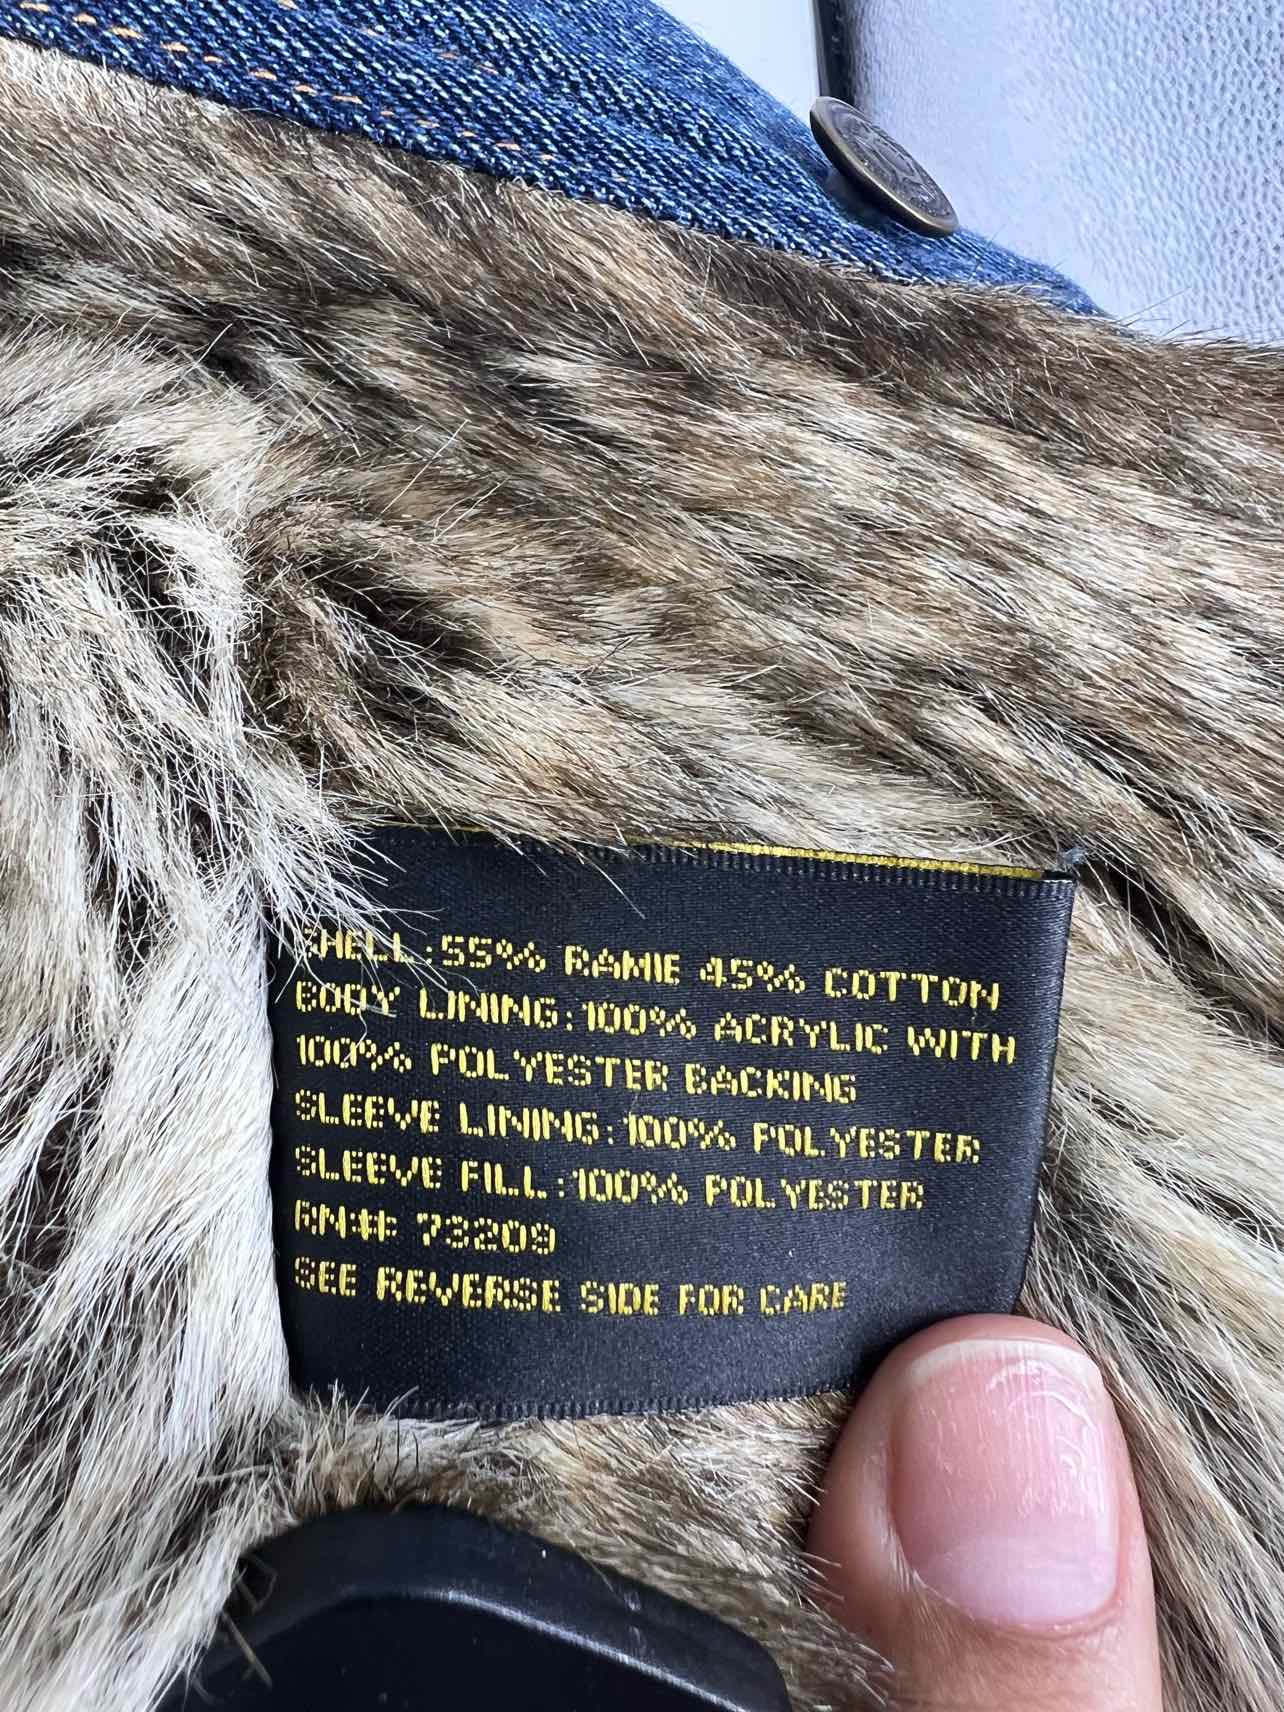 SHELL:55% RAMIE 45% COTTON
BODY LINING:100% ACRYLIC WITH
100% POLYESTER BACKING
SLEEVE LINING:100% POLYESTER
SLEEVE FILL:100% POLYESTER
RN# 73209
SEE REVERSE SIDE FOR CARE